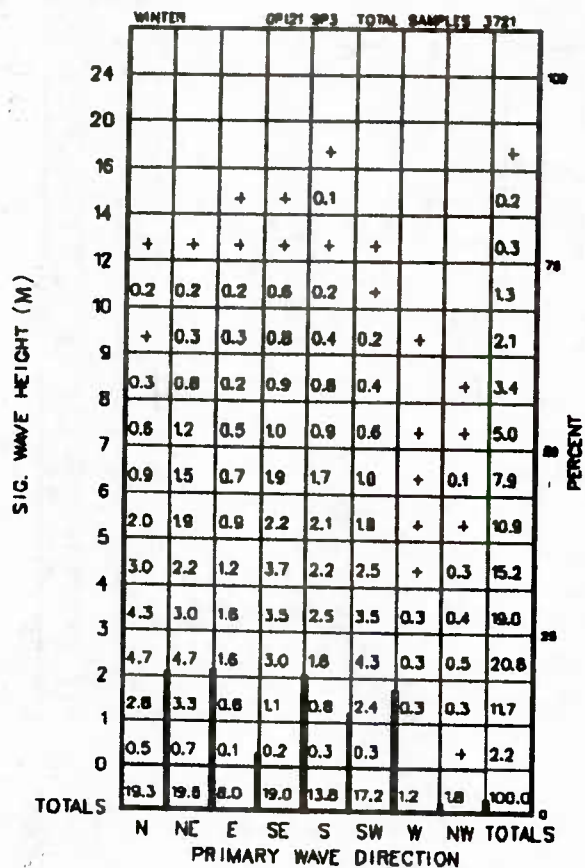 WINTER OP121 SP3 TOTAL SAMPLES 3721
24 100
20
16 + +
14 + + 0.1 0.2
12 + + + + + + 0.3
75
10 0.2 0.2 0.2 0.6 0.2 + 1.3
9 + 0.3 0.3 0.8 0.4 0.2 + 2.1
8 0.3 0.8 0.2 0.9 0.8 0.4 + 3.4
7 0.6 1.2 0.5 1.0 0.9 0.6 + + 5.0
6 0.9 1.5 0.7 1.9 1.7 1.0 + 0.1 7.9
5 2.0 1.9 0.9 2.2 2.1 1.8 + + 10.9
4 3.0 2.2 1.2 3.7 2.2 2.5 + 0.3 15.2
3 4.3 3.0 1.6 3.5 2.5 3.5 0.3 0.4 19.0
25
2 4.7 4.7 1.6 3.0 1.8 4.3 0.3 0.5 20.8
1 2.8 3.3 0.6 1.1 0.8 2.4 0.3 0.3 11.7
0 0.5 0.7 0.1 0.2 0.3 0.3 + 2.2
TOTALS 19.3 19.8 8.0 19.0 13.8 17.2 1.2 1.8 100.0 0
N NE E SE S SW W NW TOTALS
PRIMARY WAVE DIRECTION
SIG. WAVE HEIGHT (M)
PERCENT